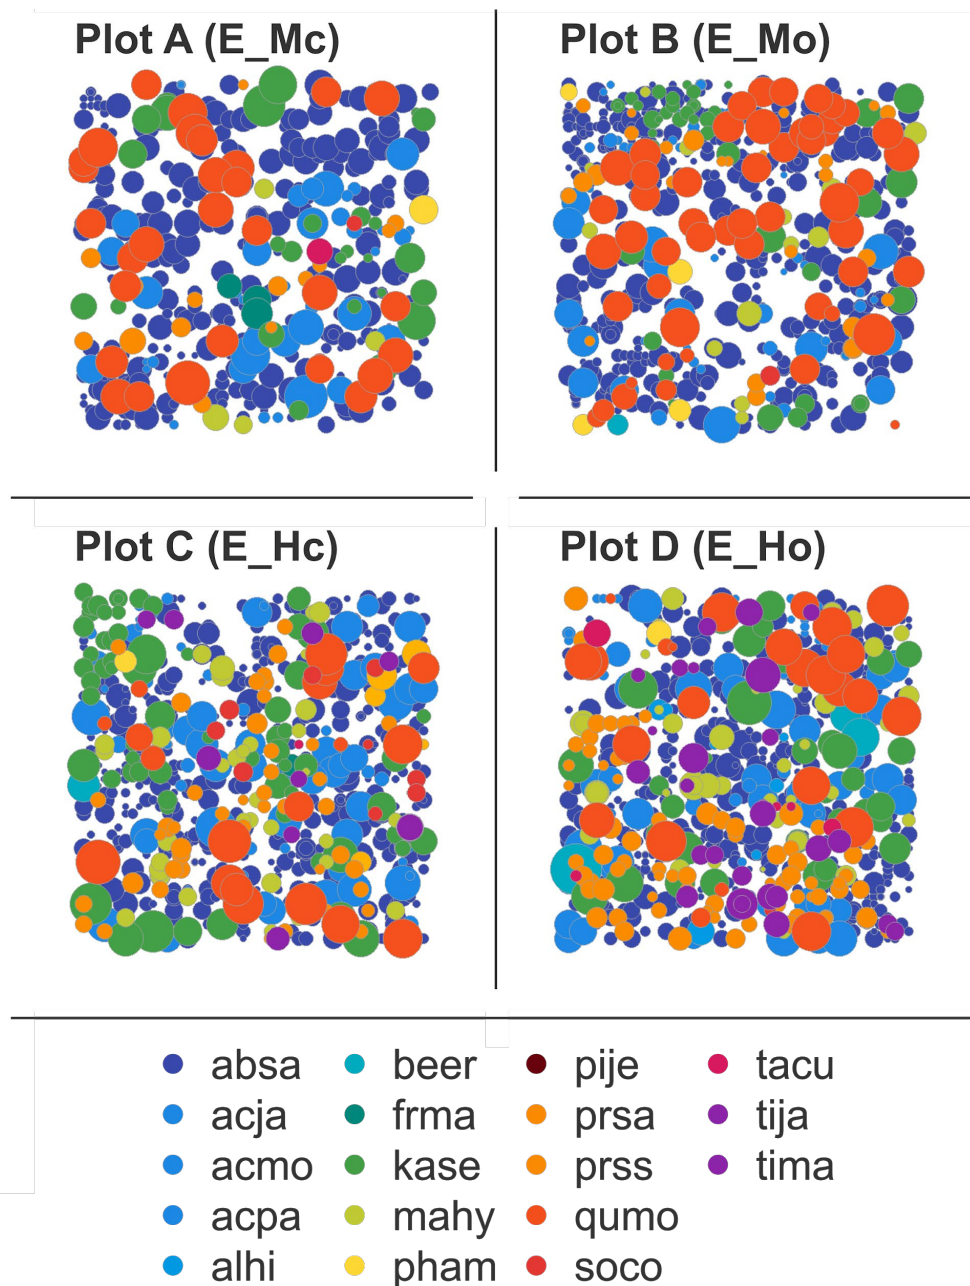 Plot A (E_Mc)
Plot B (E_Mo)
Plot C (E_Hc)
Plot D (E_Ho)
absa beer pije tacu
acja frma prsa tija
acmo kase prss tima
acpa mahy qumo
alhi pham soco